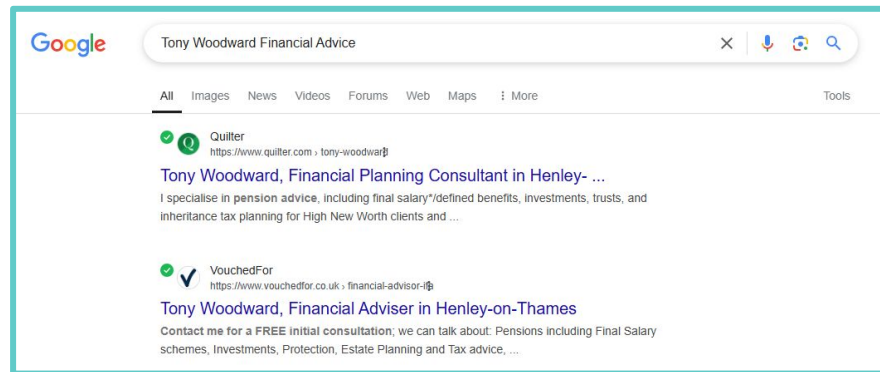 Google
Tony Woodward Financial Advice
All Images News Videos Forums Web Maps More Tools
Quilter
https://www.quilter.com › tony-woodward
Tony Woodward, Financial Planning Consultant in Henley- ...
I specialise in pension advice, including final salary*/defined benefits, investments, trusts, and
inheritance tax planning for High New Worth clients and ...
VouchedFor
https://www.vouchedfor.co.uk › financial-advisor-ifa
Tony Woodward, Financial Adviser in Henley-on-Thames
Contact me for a FREE initial consultation; we can talk about: Pensions including Final Salary
schemes, Investments, Protection, Estate Planning and Tax advice, ...